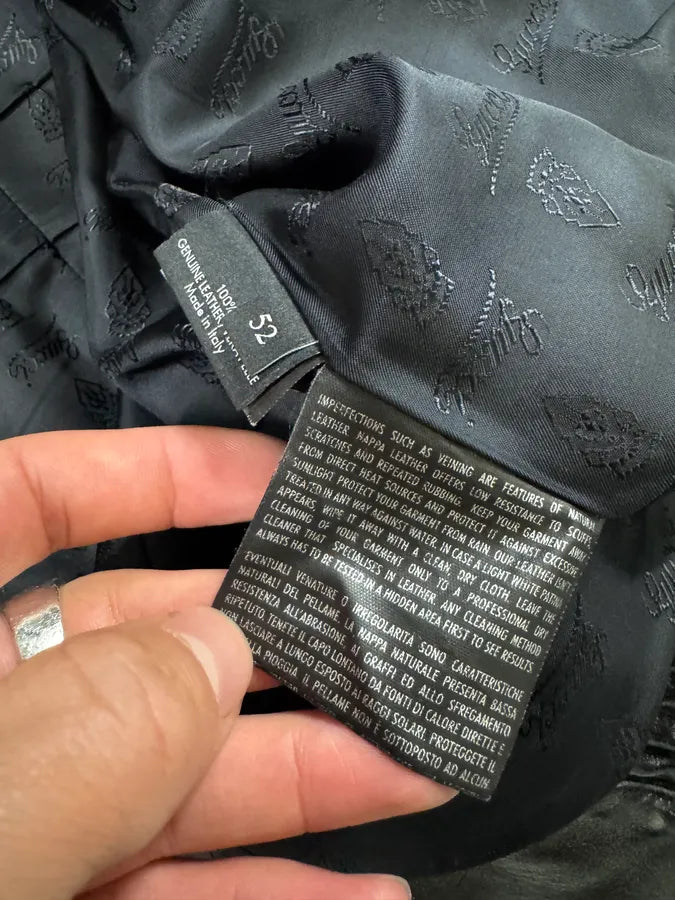 52
100%
GENUINE LEATHER /
Made in Italy
IMPERFECTIONS SUCH AS VEINING ARE FEATURES OF NATURAL
LEATHER NAPPA LEATHER OFFERS LOW RESISTANCE TO SCUFFS
SCRATCHES AND REPEATED RUBBING. KEEP YOUR GARMENT AWAY
FROM DIRECT HEAT SOURCES AND PROTECT IT AGAINST EXCESSIVE
SUNLIGHT PROTECT YOUR GARMENT FROM RAIN. OUR LEATHER ISN'T
TREATED IN ANY WAY AGAINST WATER. IN CASE A LIGHT WHITE PATINA
APPEARS, WIPE IT AWAY WITH A CLEAN, DRY CLOTH. LEAVE THE
CLEANING OF YOUR GARMENT ONLY TO A PROFESSIONAL DRY
CLEANER THAT SPECIALISES IN LEATHER. ANY CLEANING METHOD
ALWAYS HAS TO BE TESTED IN A HIDDEN AREA FIRST TO SEE RESULTS
EVENTUALI VENATURE O IRREGOLARITÀ SONO CARATTERISTICHE
NATURALI DEL PELLAME. LA NAPPA NATURALE PRESENTA BASSA
RESISTENZA ALL'ABRASIONE, AI GRAFFI ED ALLO SFREGAMENTO
RIPETUTO. TENETE IL CAPO LONTANO DA FONTI DI CALORE DIRETTE E
LASCIARE A LUNGO ESPOSTO AI RAGGI SOLARI. PROTEGGETE IL
PIOGGIA. IL PELLAME NON È SOTTOPOSTO AD ALCUN